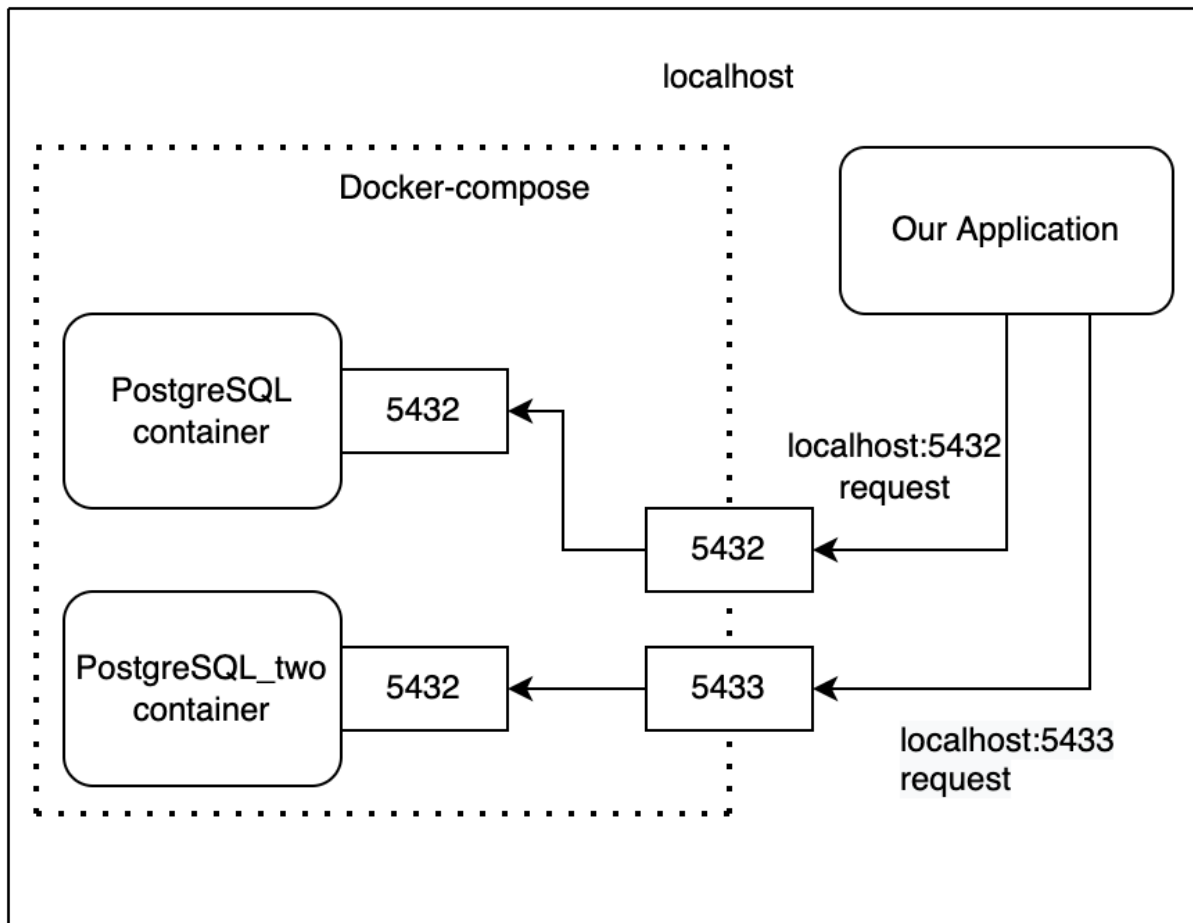 localhost
Docker-compose
Our Application
PostgreSQL
container
5432
localhost:5432
request
5432
PostgreSQL_two
container
5432
5433
localhost:5433
request